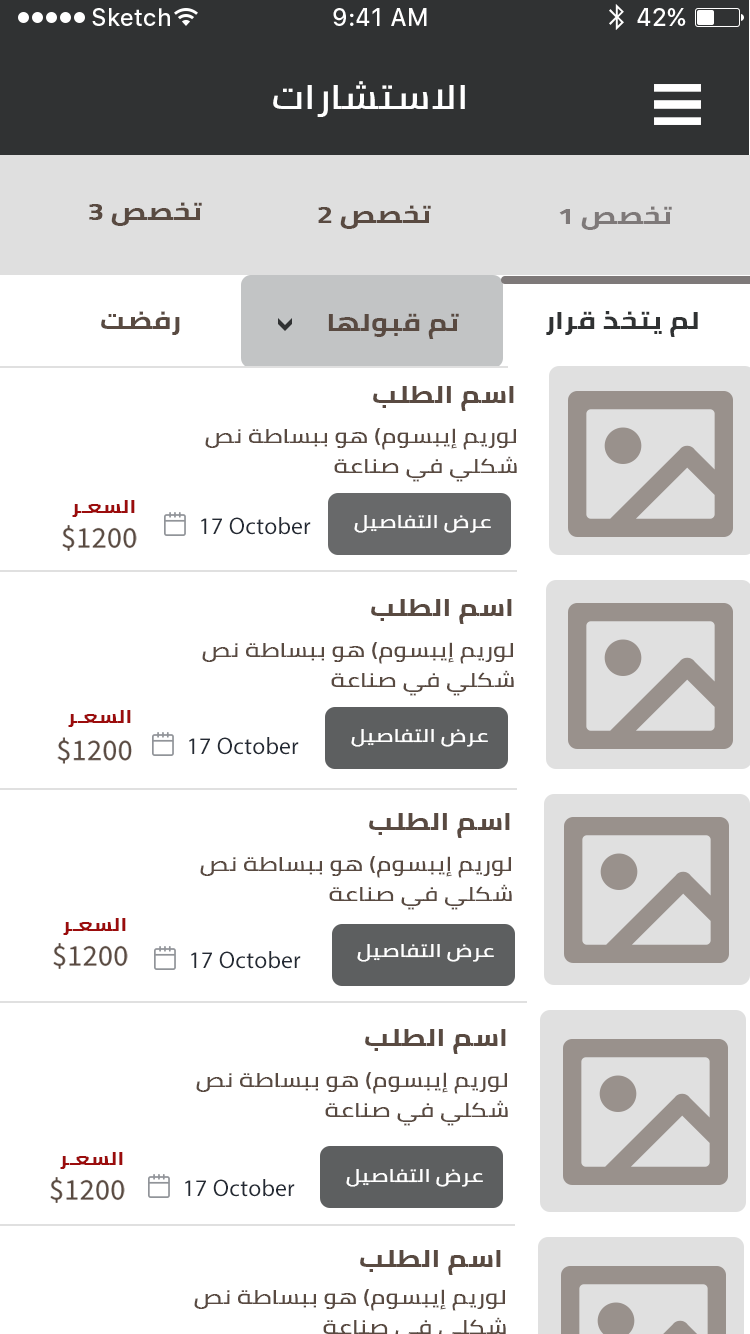 Sketch
9:41 AM
42%
الاستشارات
تخصص 1
تخصص 2
تخصص 3
لم يتخذ قرار
تم قبولها
رفضت
اسم الطلب
لوريم إيبسوم) هو ببساطة نص
شكلي في صناعة
عرض التفاصيل
17 October
السعر
$1200
اسم الطلب
لوريم إيبسوم) هو ببساطة نص
شكلي في صناعة
عرض التفاصيل
17 October
السعر
$1200
اسم الطلب
لوريم إيبسوم) هو ببساطة نص
شكلي في صناعة
عرض التفاصيل
17 October
السعر
$1200
اسم الطلب
لوريم إيبسوم) هو ببساطة نص
شكلي في صناعة
عرض التفاصيل
17 October
السعر
$1200
اسم الطلب
لوريم إيبسوم) هو ببساطة نص
شكلي في صناعة